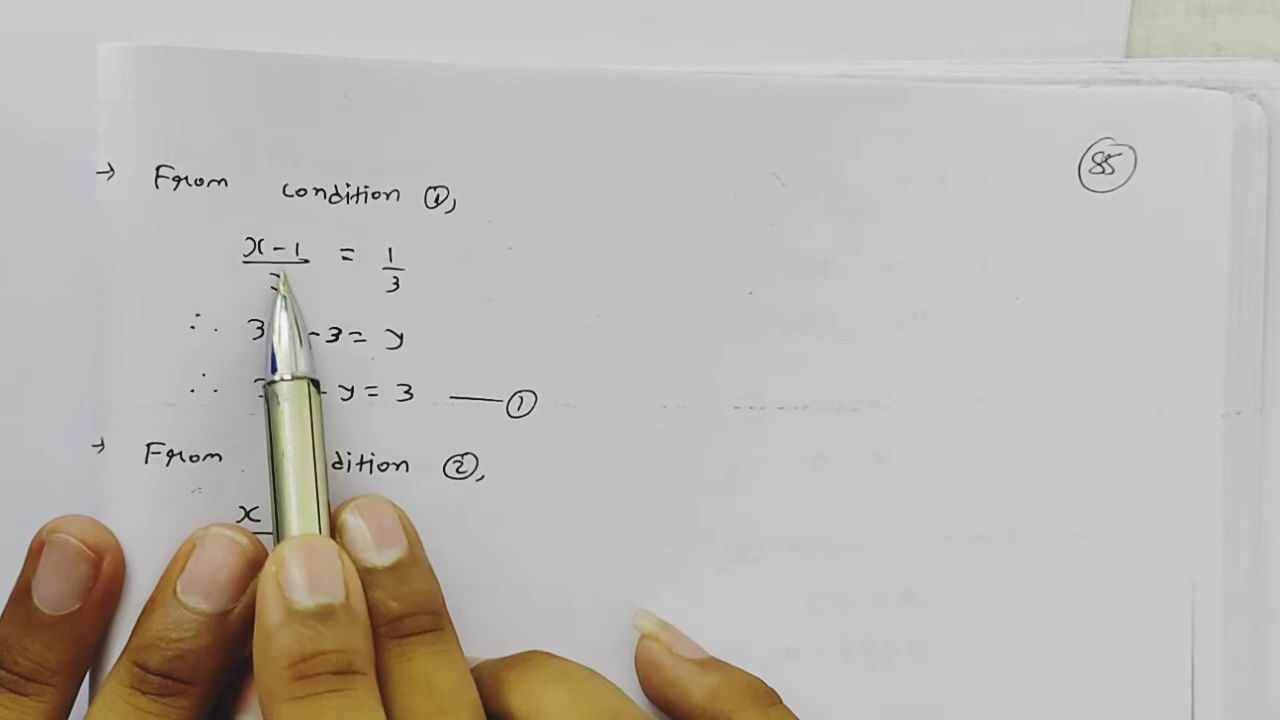 85
→ From condition ①,
x-1 = 1
3
∴ 3 -3 = y
∴ - y = 3 —— ①
→ From dition ②,
x